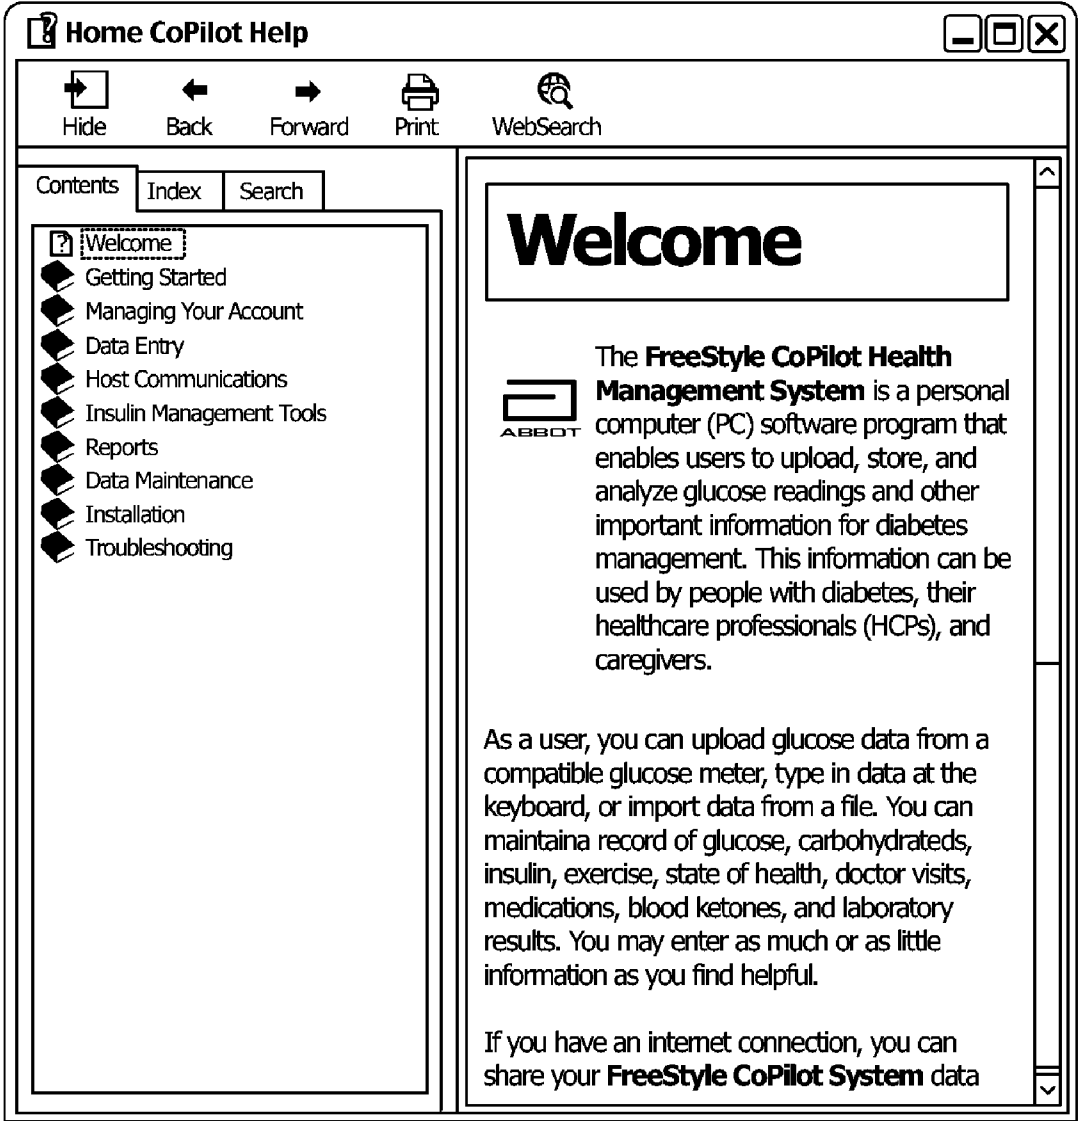 Home CoPilot Help
Hide Back Forward Print WebSearch
Contents Index Search
Welcome
Getting Started
Managing Your Account
Data Entry
Host Communications
Insulin Management Tools
Reports
Data Maintenance
Installation
Troubleshooting
Welcome
ABBOT
The FreeStyle CoPilot Health
Management System is a personal
computer (PC) software program that
enables users to upload, store, and
analyze glucose readings and other
important information for diabetes
management. This information can be
used by people with diabetes, their
healthcare professionals (HCPs), and
caregivers.
As a user, you can upload glucose data from a
compatible glucose meter, type in data at the
keyboard, or import data from a file. You can
maintaina record of glucose, carbohydrateds,
insulin, exercise, state of health, doctor visits,
medications, blood ketones, and laboratory
results. You may enter as much or as little
information as you find helpful.
If you have an internet connection, you can
share your FreeStyle CoPilot System data